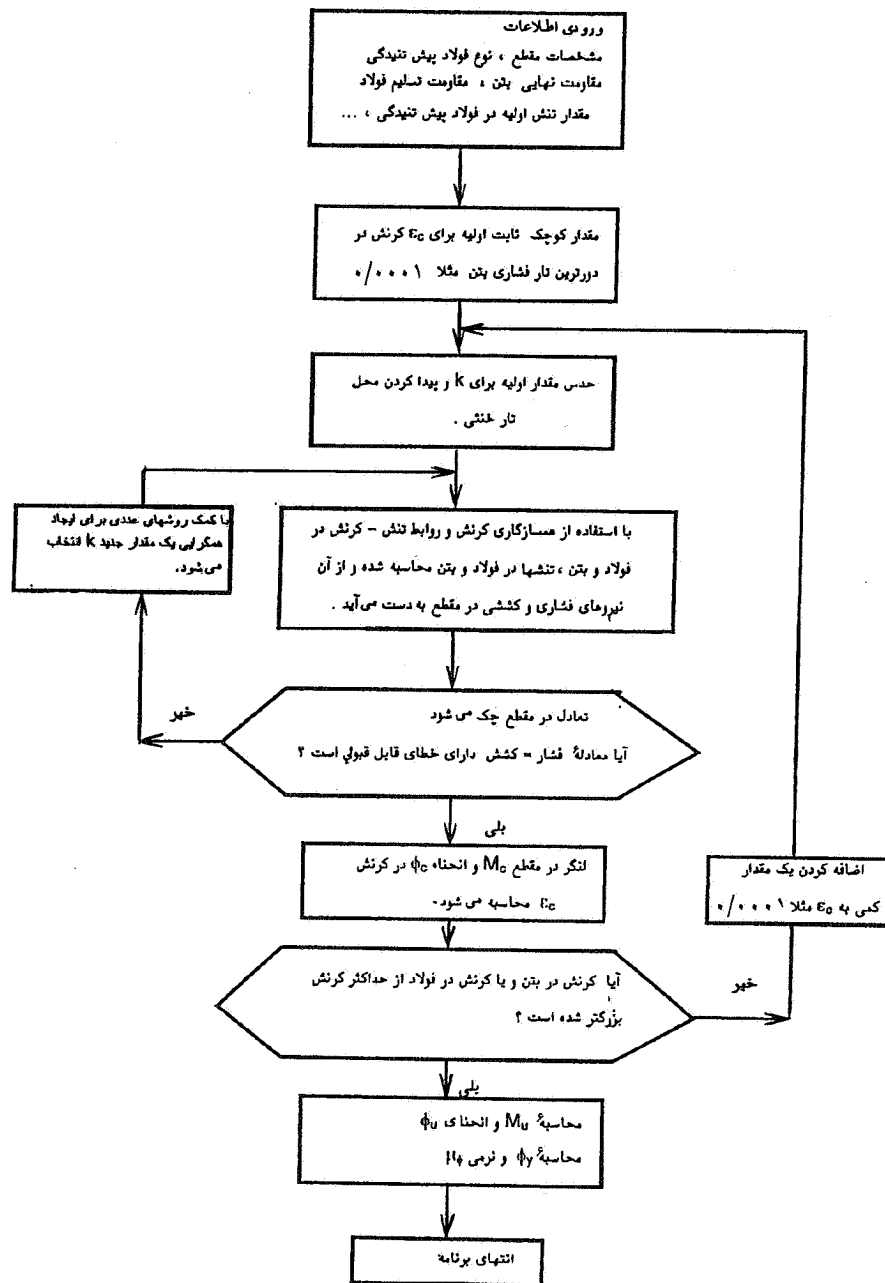 ورودی اطلاعات
مشخصات مقطع ، نوع فولاد پیش تنیدگی
مقاومت نهایی بتن ، مقاومت تسلیم فولاد
مقدار تنش اولیه در فولاد پیش تنیدگی ، ...
مقدار کوچک ثابت اولیه برای εc کرنش در
دورترین تار فشاری بتن مثلا ۰/۰۰۰۱
حدس مقدار اولیه برای k و پیدا کردن محل
تار خنثی .
با کمک روشهای عددی برای ایجاد
همگرایی یک مقدار جدید k انتخاب
می‌شود.
با استفاده از همسازگاری کرنش و روابط تنش - کرنش در
فولاد و بتن ، تنشها در فولاد و بتن محاسبه شده و از آن
نیروهای فشاری و کششی در مقطع به دست می‌آید .
خیر
تعادل در مقطع چک می شود
آیا معادلهٔ فشار = کشش دارای خطای قابل قبولی است ؟
بلی
لنگر در مقطع Mc و انحناء ϕc در کرنش
εc محاسبه می شود.
اضافه کردن یک مقدار
کمی به εc مثلا ۰/۰۰۰۱
خیر
آیا کرنش در بتن و یا کرنش در فولاد از حداکثر کرنش
بزرگتر شده است ؟
بلی
محاسبهٔ Mu و انحنای ϕu
محاسبهٔ ϕy و نرمی μϕ
انتهای برنامه